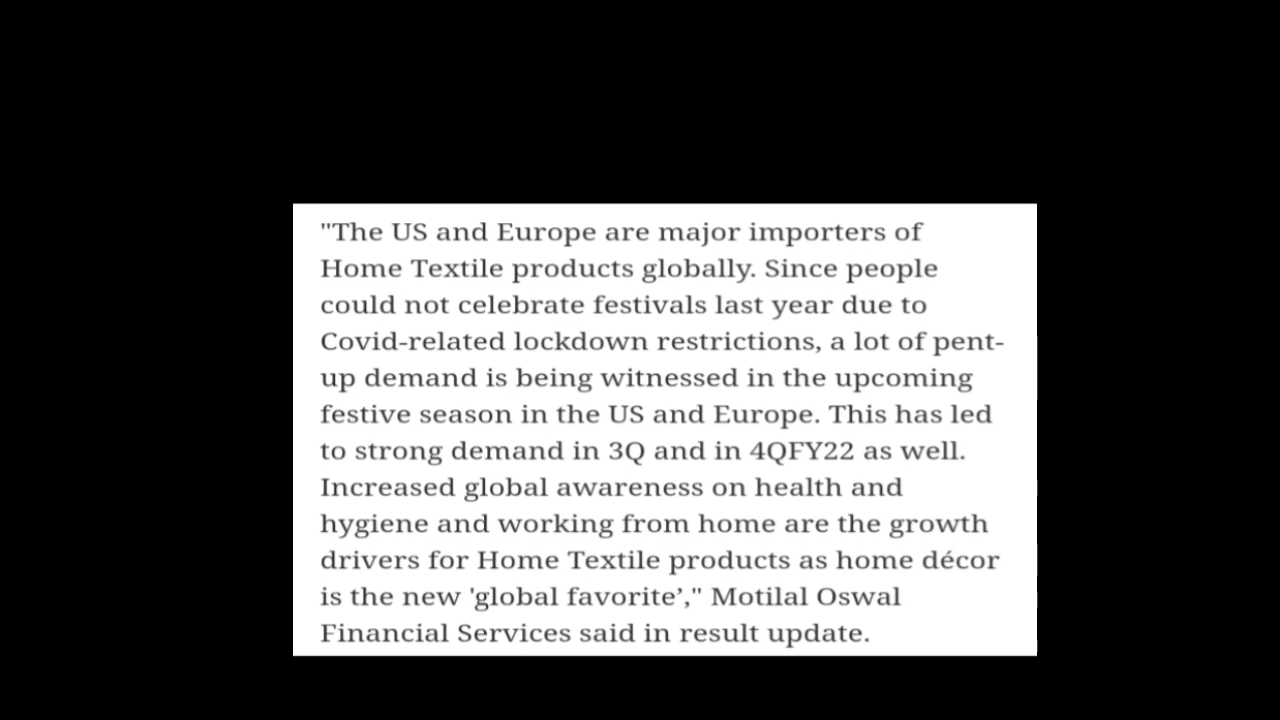 "The US and Europe are major importers of
Home Textile products globally. Since people
could not celebrate festivals last year due to
Covid-related lockdown restrictions, a lot of pent-
up demand is being witnessed in the upcoming
festive season in the US and Europe. This has led
to strong demand in 3Q and in 4QFY22 as well.
Increased global awareness on health and
hygiene and working from home are the growth
drivers for Home Textile products as home décor
is the new 'global favorite’," Motilal Oswal
Financial Services said in result update.